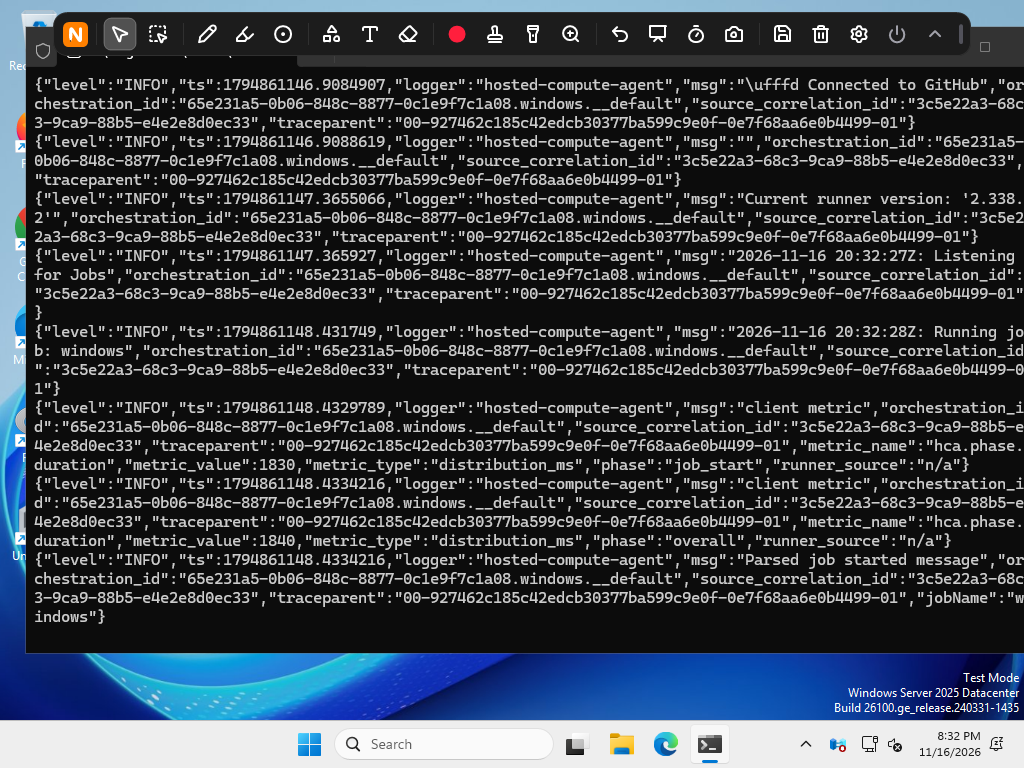 {"level":"INFO","ts":1794861146.9084907,"logger":"hosted-compute-agent","msg":"\ufffd Connected to GitHub","or
chestration_id":"65e231a5-0b06-848c-8877-0c1e9f7c1a08.windows.__default","source_correlation_id":"3c5e22a3-68c
3-9ca9-88b5-e4e2e8d0ec33","traceparent":"00-927462c185c42edcb30377ba599c9e0f-0e7f68aa6e0b4499-01"}
{"level":"INFO","ts":1794861146.9088619,"logger":"hosted-compute-agent","msg":"","orchestration_id":"65e231a5-
0b06-848c-8877-0c1e9f7c1a08.windows.__default","source_correlation_id":"3c5e22a3-68c3-9ca9-88b5-e4e2e8d0ec33",
"traceparent":"00-927462c185c42edcb30377ba599c9e0f-0e7f68aa6e0b4499-01"}
{"level":"INFO","ts":1794861147.3655066,"logger":"hosted-compute-agent","msg":"Current runner version: '2.338.
2'","orchestration_id":"65e231a5-0b06-848c-8877-0c1e9f7c1a08.windows.__default","source_correlation_id":"3c5e2
2a3-68c3-9ca9-88b5-e4e2e8d0ec33","traceparent":"00-927462c185c42edcb30377ba599c9e0f-0e7f68aa6e0b4499-01"}
{"level":"INFO","ts":1794861147.365927,"logger":"hosted-compute-agent","msg":"2026-11-16 20:32:27Z: Listening
for Jobs","orchestration_id":"65e231a5-0b06-848c-8877-0c1e9f7c1a08.windows.__default","source_correlation_id":
"3c5e22a3-68c3-9ca9-88b5-e4e2e8d0ec33","traceparent":"00-927462c185c42edcb30377ba599c9e0f-0e7f68aa6e0b4499-01"
}
{"level":"INFO","ts":1794861148.431749,"logger":"hosted-compute-agent","msg":"2026-11-16 20:32:28Z: Running jo
b: windows","orchestration_id":"65e231a5-0b06-848c-8877-0c1e9f7c1a08.windows.__default","source_correlation_id
":"3c5e22a3-68c3-9ca9-88b5-e4e2e8d0ec33","traceparent":"00-927462c185c42edcb30377ba599c9e0f-0e7f68aa6e0b4499-0
1"}
{"level":"INFO","ts":1794861148.4329789,"logger":"hosted-compute-agent","msg":"client metric","orchestration_i
d":"65e231a5-0b06-848c-8877-0c1e9f7c1a08.windows.__default","source_correlation_id":"3c5e22a3-68c3-9ca9-88b5-e
4e2e8d0ec33","traceparent":"00-927462c185c42edcb30377ba599c9e0f-0e7f68aa6e0b4499-01","metric_name":"hca.phase.
duration","metric_value":1830,"metric_type":"distribution_ms","phase":"job_start","runner_source":"n/a"}
{"level":"INFO","ts":1794861148.4334216,"logger":"hosted-compute-agent","msg":"client metric","orchestration_i
d":"65e231a5-0b06-848c-8877-0c1e9f7c1a08.windows.__default","source_correlation_id":"3c5e22a3-68c3-9ca9-88b5-e
4e2e8d0ec33","traceparent":"00-927462c185c42edcb30377ba599c9e0f-0e7f68aa6e0b4499-01","metric_name":"hca.phase.
duration","metric_value":1840,"metric_type":"distribution_ms","phase":"overall","runner_source":"n/a"}
{"level":"INFO","ts":1794861148.4334216,"logger":"hosted-compute-agent","msg":"Parsed job started message","or
chestration_id":"65e231a5-0b06-848c-8877-0c1e9f7c1a08.windows.__default","source_correlation_id":"3c5e22a3-68c
3-9ca9-88b5-e4e2e8d0ec33","traceparent":"00-927462c185c42edcb30377ba599c9e0f-0e7f68aa6e0b4499-01","jobName":"w
indows"}
Test Mode
Windows Server 2025 Datacenter
Build 26100.ge_release.240331-1435
Search
8:32 PM
11/16/2026